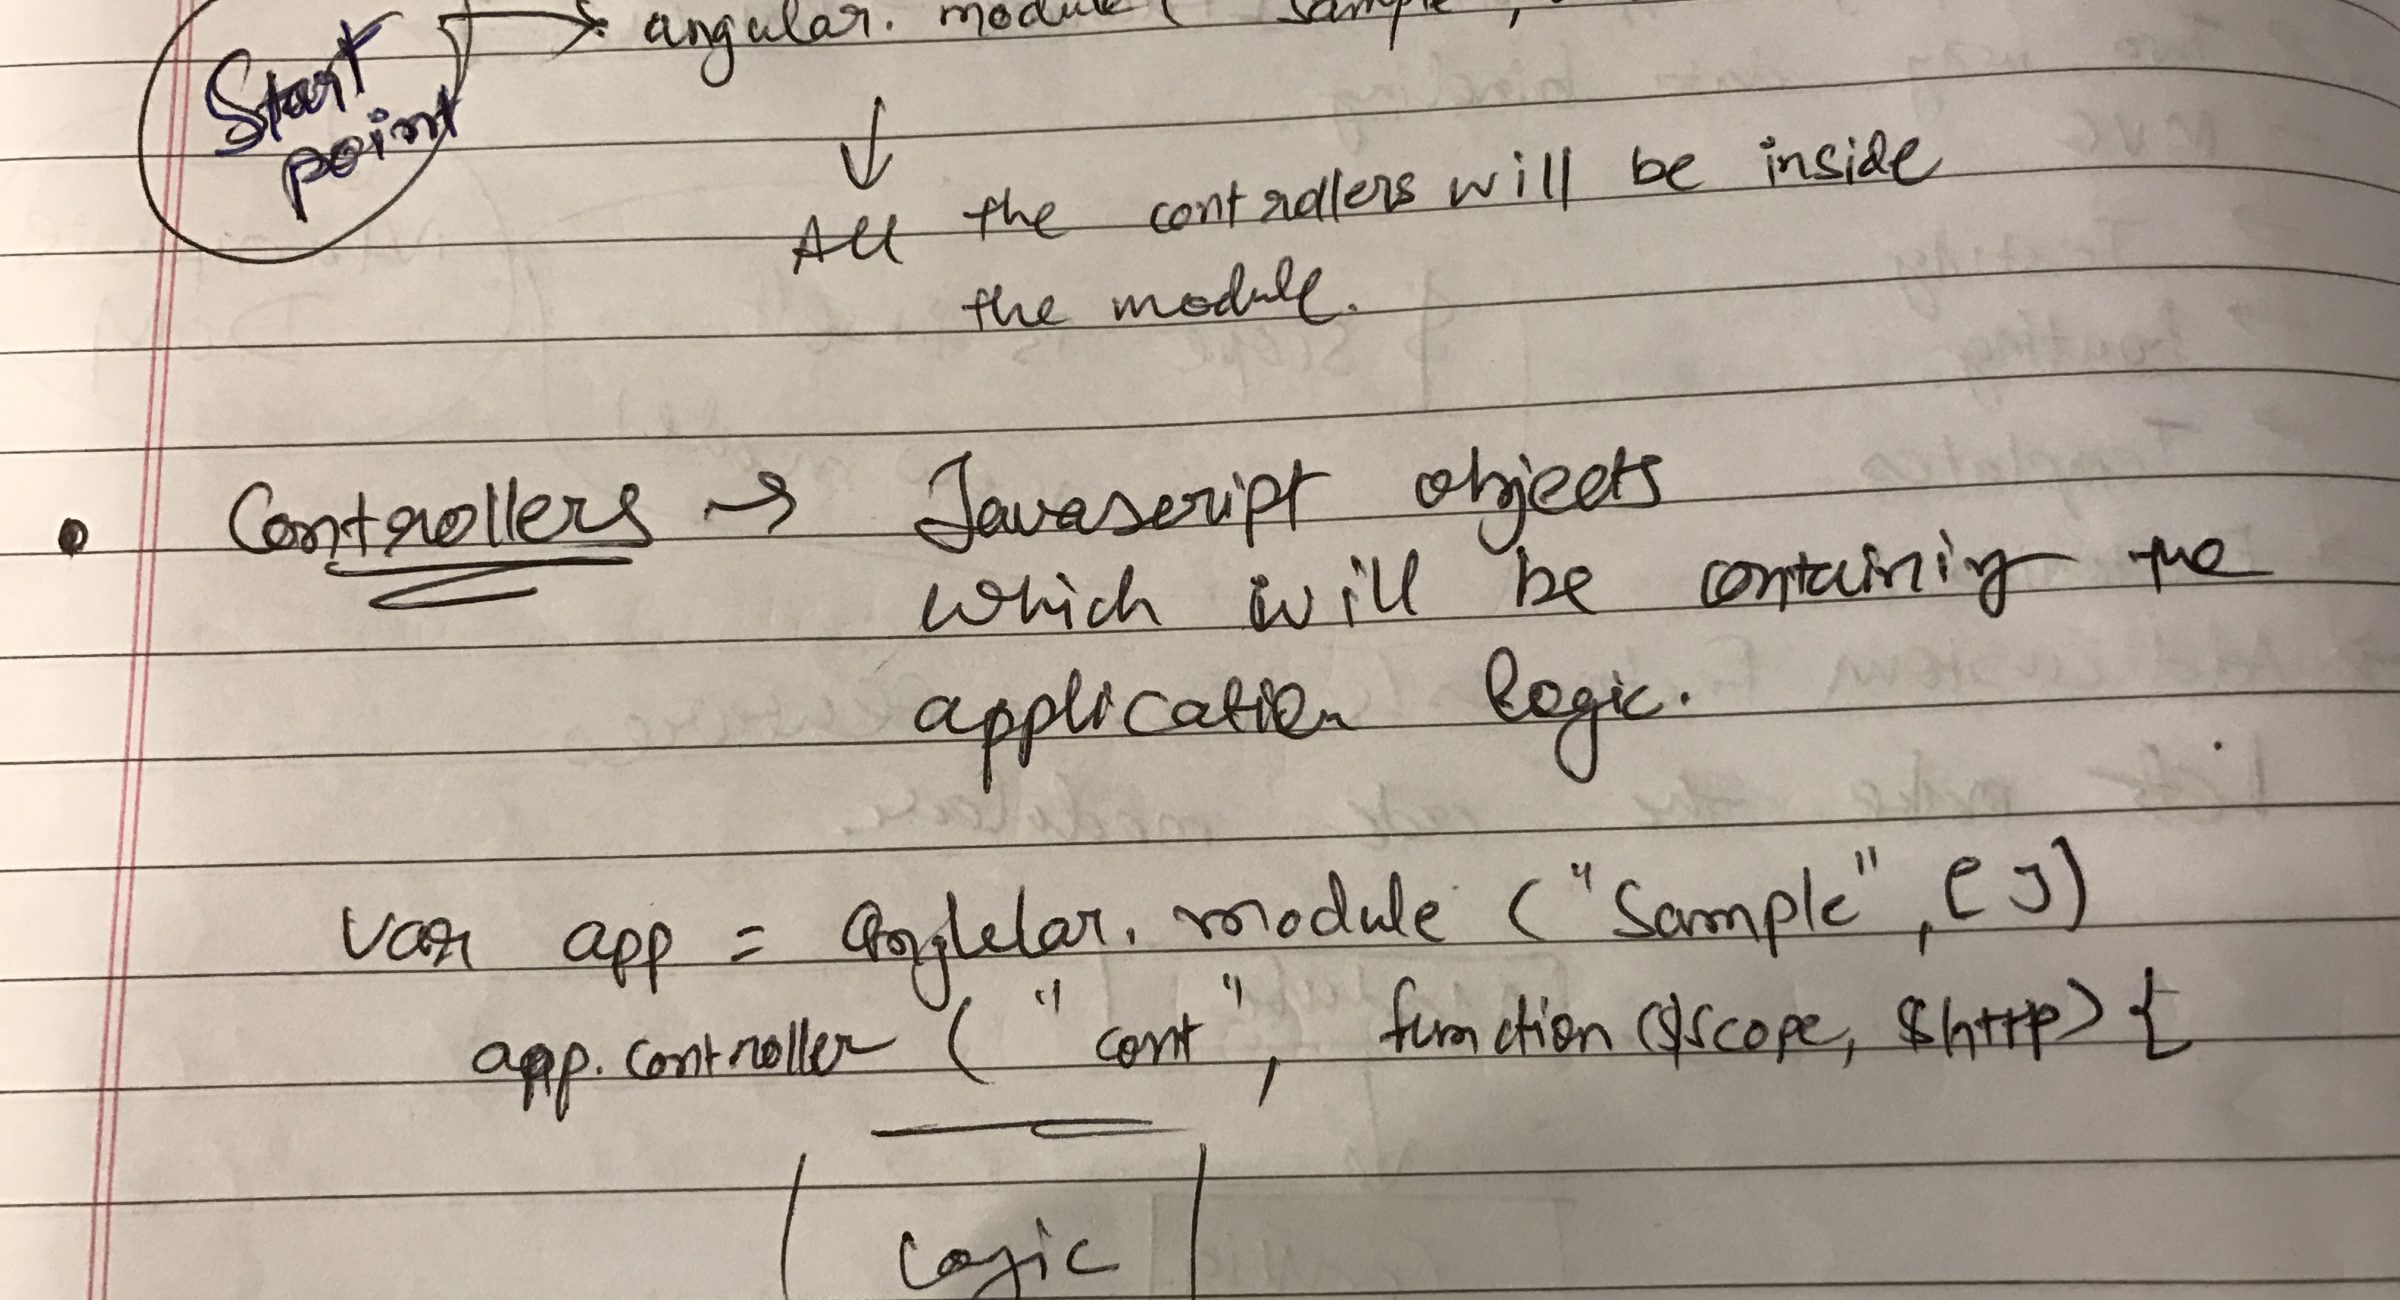 Start
point
angular. module ( "Sample",
All the controllers will be inside
the module.
• Controllers → Javascript objects
which will be containing the
application logic.
var app = Angular. module ("Sample", [])
app. controller ( "cont", function ($scope, $http) {
Logic